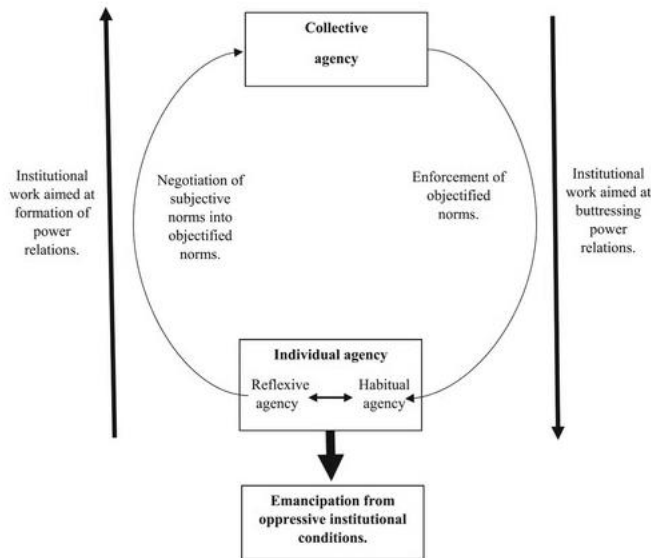 Collective
agency
Institutional
work aimed at
formation of
power
relations.
Negotiation of
subjective
norms into
objectified
norms.
Enforcement of
objectified
norms.
Institutional
work aimed at
buttressing
power
relations.
Individual agency
Reflexive
agency
Habitual
agency
Emancipation from
oppressive institutional
conditions.